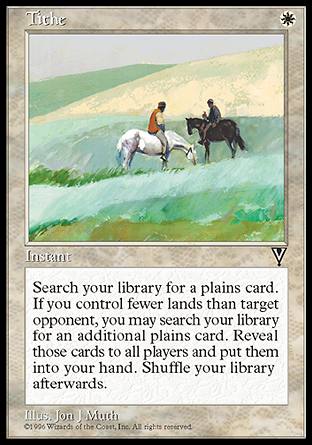 Tithe
Instant
Search your library for a plains card.
If you control fewer lands than target
opponent, you may search your library
for an additional plains card. Reveal
those cards to all players and put them
into your hand. Shuffle your library
afterwards.
Illus. Jon J Muth
©1996 Wizards of the Coast, Inc. All rights reserved.